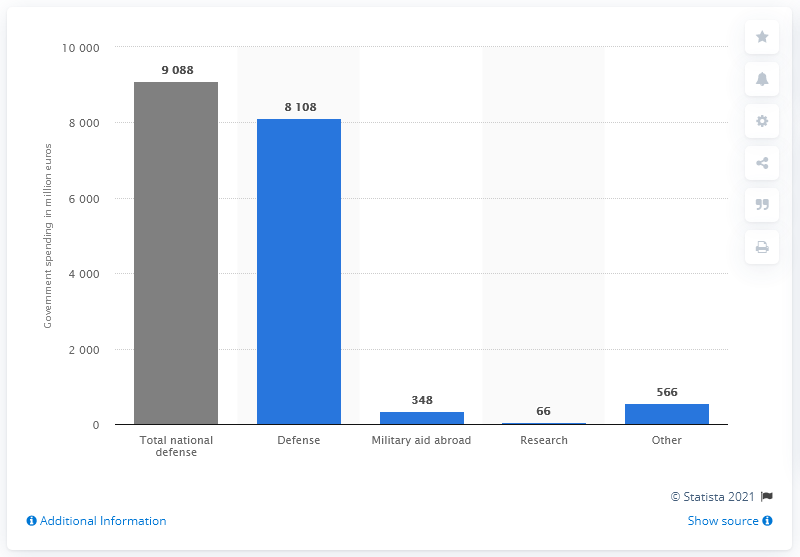 Government spending in million euros
10 000
8 000
6 000
4 000
2 000
0
9 088
8 108
348
66
566
Total national
defense
Defense
Military aid abroad
Research
Other
© Statista 2021
Additional Information
Show source